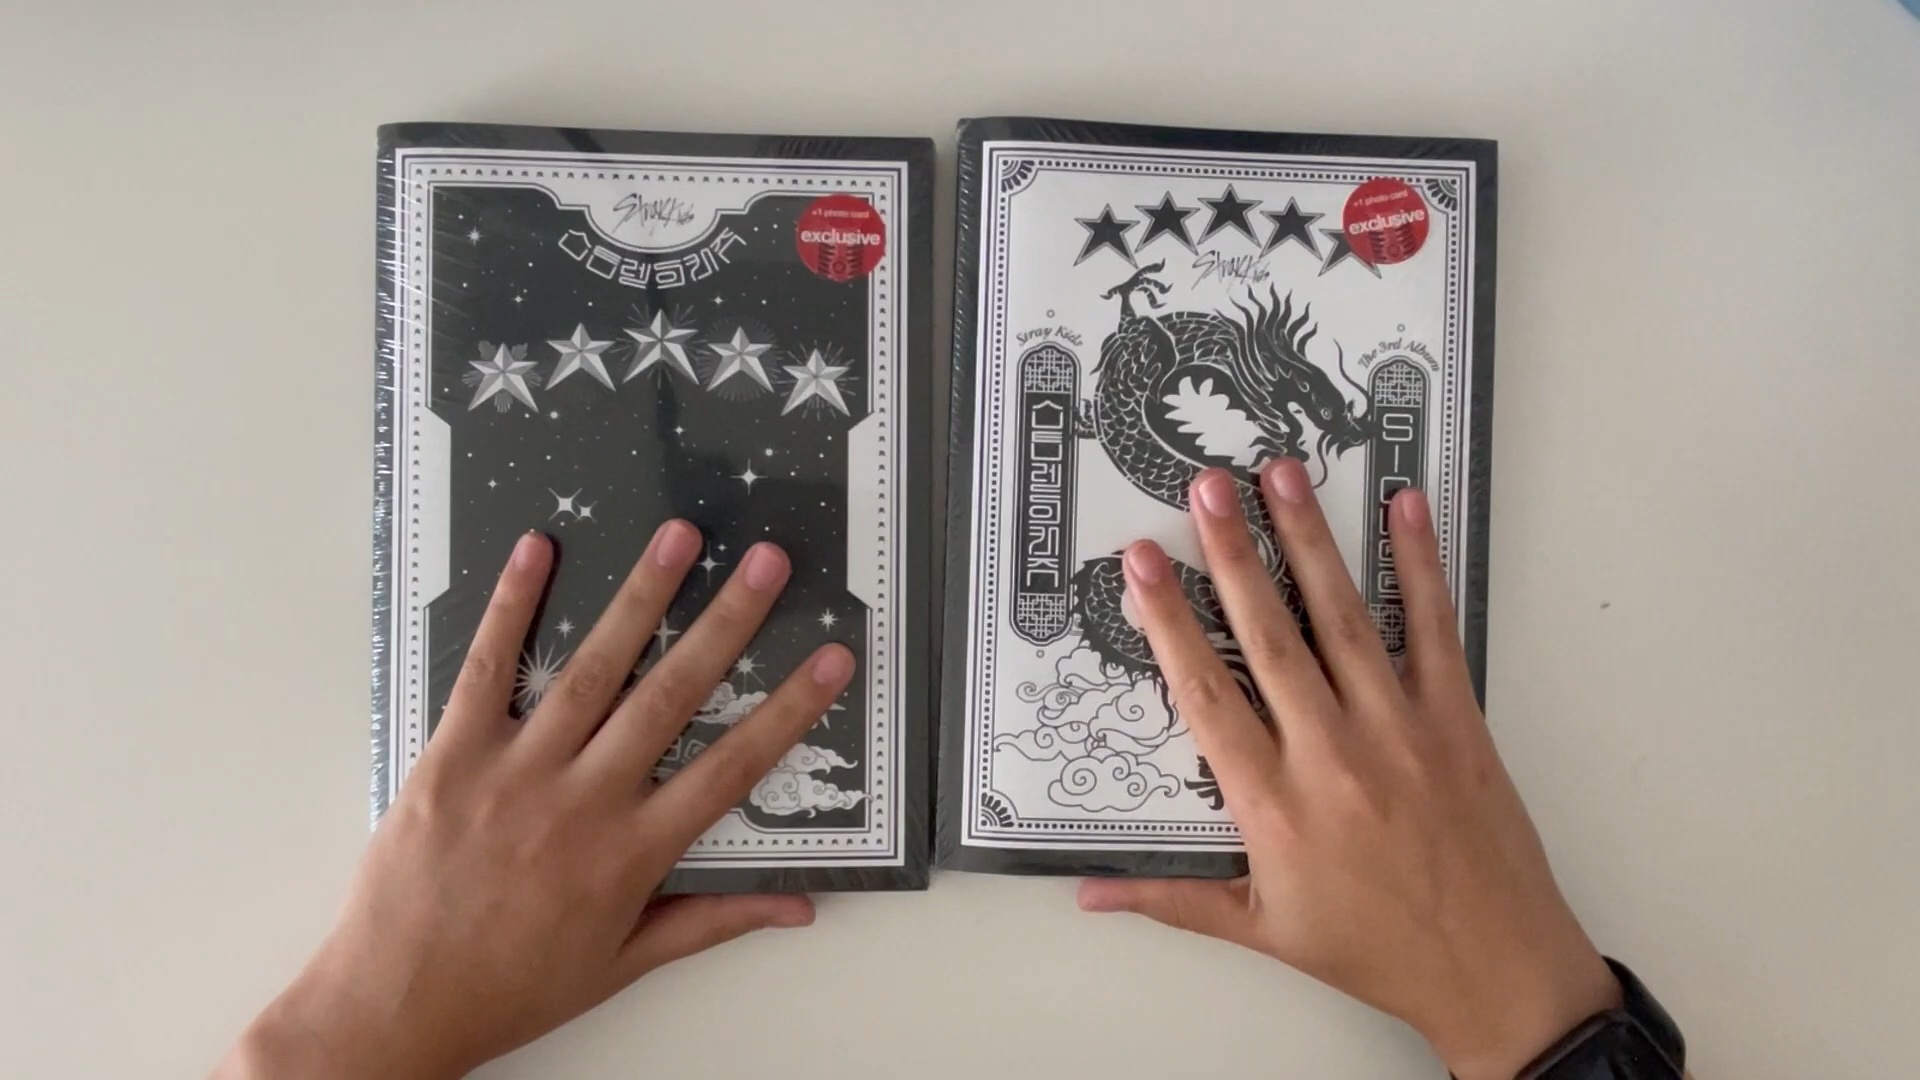 Stray Kids
스트레이키즈
+1 photo card
exclusive
+1 photo card
exclusive
Stray Kids
Stray Kids
The 3rd Album
스트레이키즈